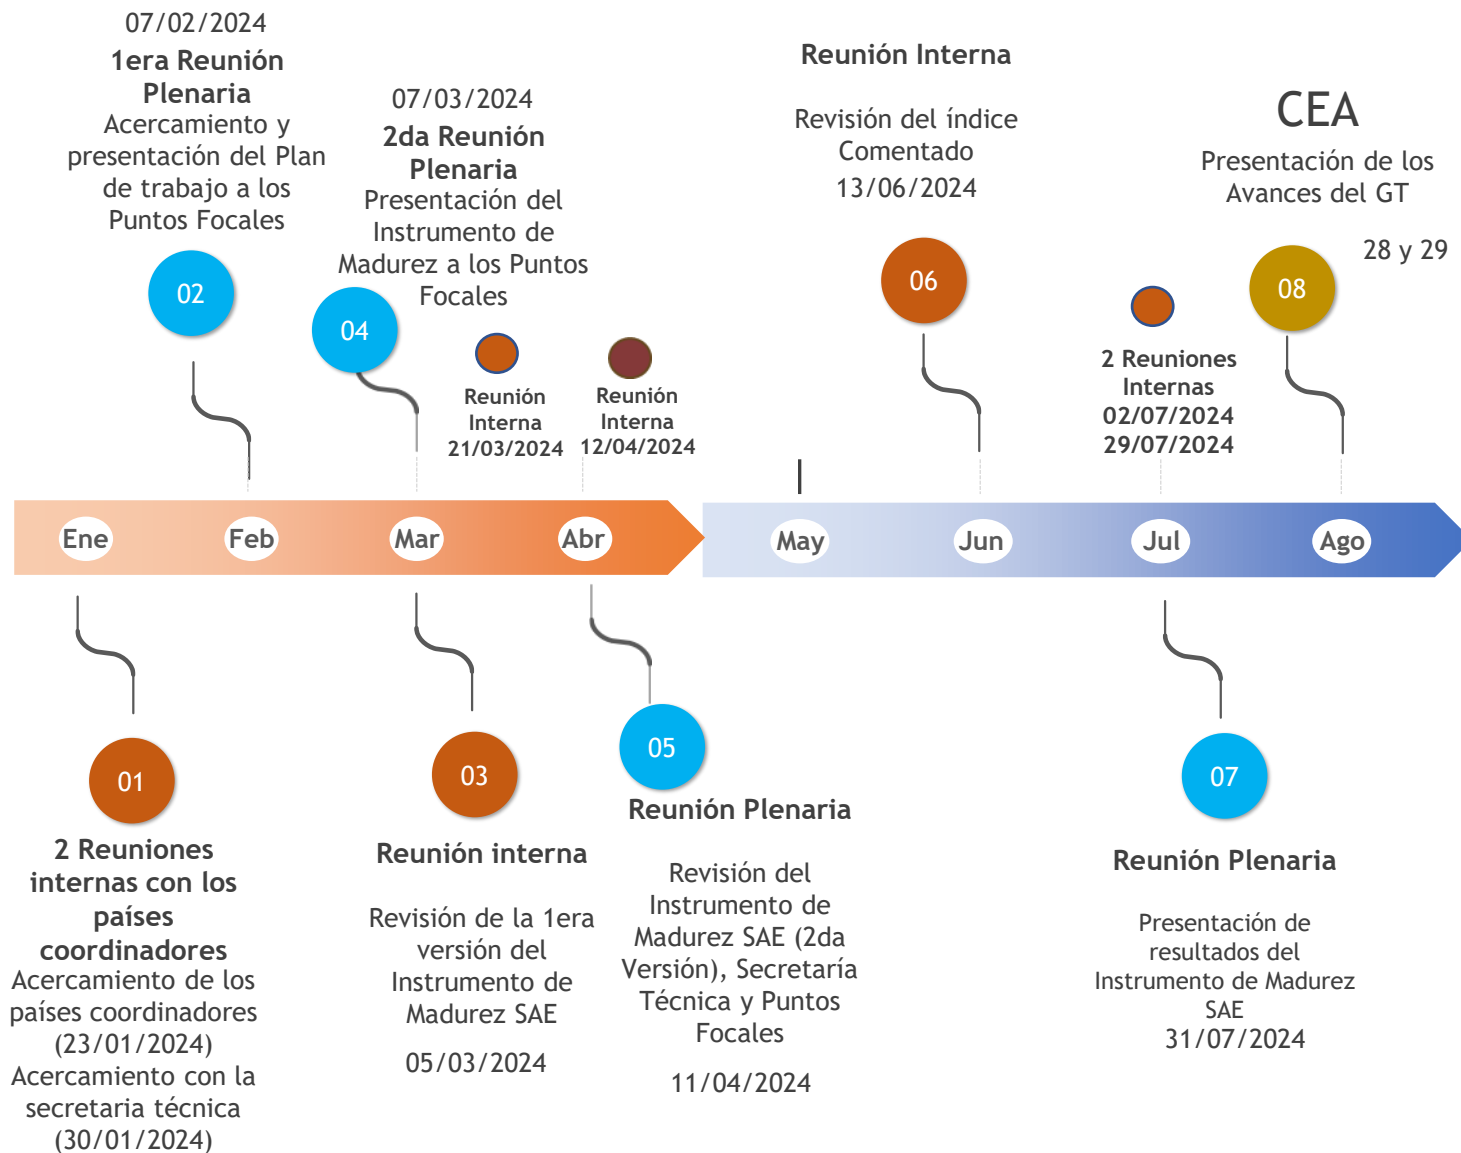 07/02/2024
1era Reunión
Plenaria
Acercamiento y
presentación del Plan
de trabajo a los
Puntos Focales
02
07/03/2024
2da Reunión
Plenaria
Presentación del
Instrumento de
Madurez a los Puntos
Focales
04
Reunión
Interna
21/03/2024
Reunión
Interna
12/04/2024
Reunión Interna
Revisión del índice
Comentado
13/06/2024
06
2 Reuniones
Internas
02/07/2024
29/07/2024
CEA
Presentación de los
Avances del GT
28 y 29
08
Ene
Feb
Mar
Abr
May
Jun
Jul
Ago
01
2 Reuniones
internas con los
países
coordinadores
Acercamiento de los
países coordinadores
(23/01/2024)
Acercamiento con la
secretaria técnica
(30/01/2024)
03
Reunión interna
Revisión de la 1era
versión del
Instrumento de
Madurez SAE
05/03/2024
05
Reunión Plenaria
Revisión del
Instrumento de
Madurez SAE (2da
Versión), Secretaría
Técnica y Puntos
Focales
11/04/2024
07
Reunión Plenaria
Presentación de
resultados del
Instrumento de Madurez
SAE
31/07/2024